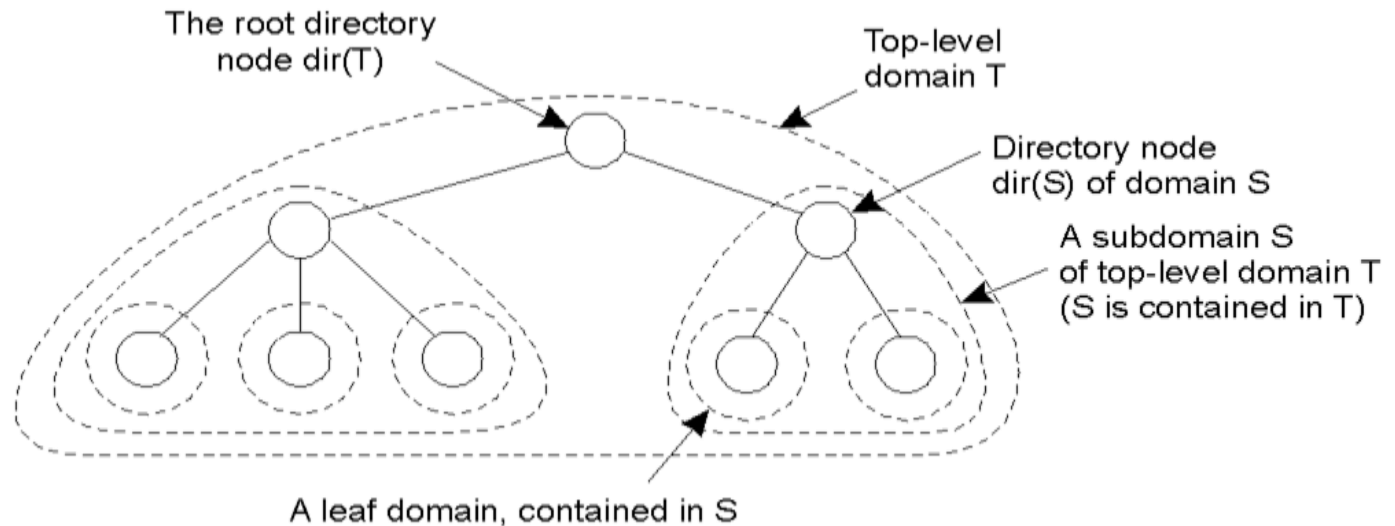 The root directory
node dir(T)
Top-level
domain T
Directory node
dir(S) of domain S
A subdomain S
of top-level domain T
(S is contained in T)
A leaf domain, contained in S